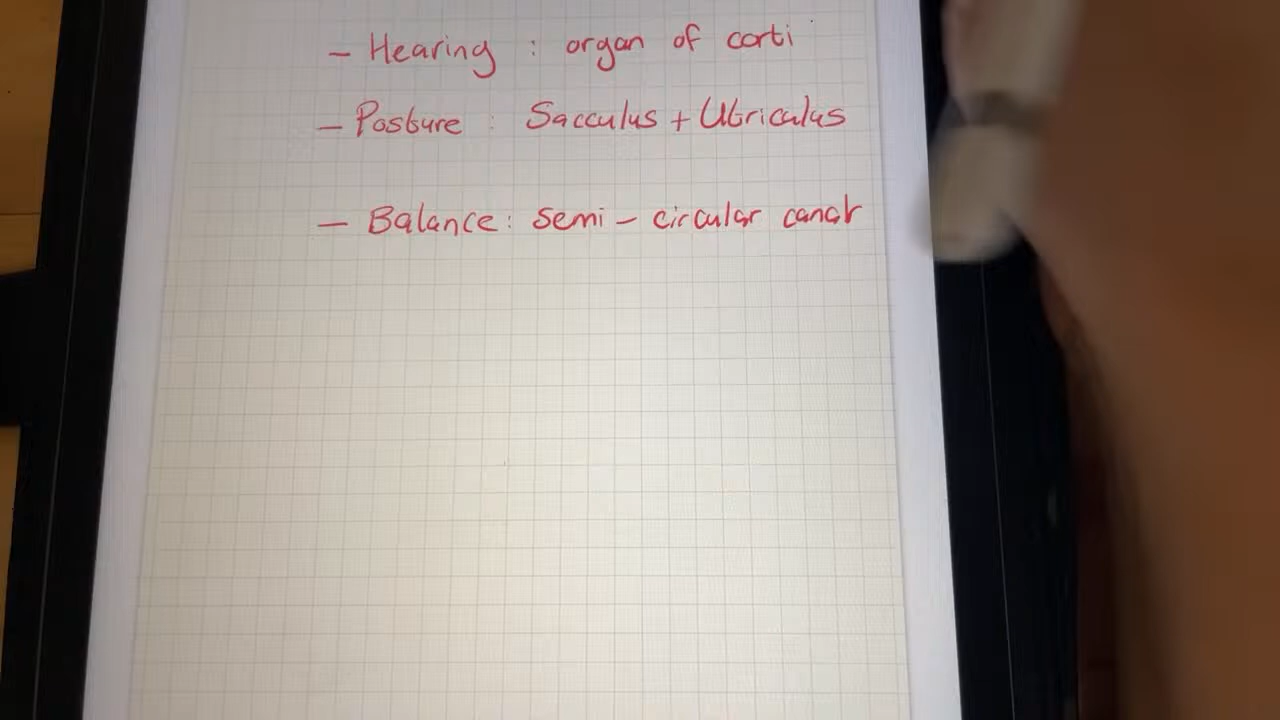 - Hearing : organ of corti
- Posture : Sacculus + Utriculus
- Balance : semi - circular canals